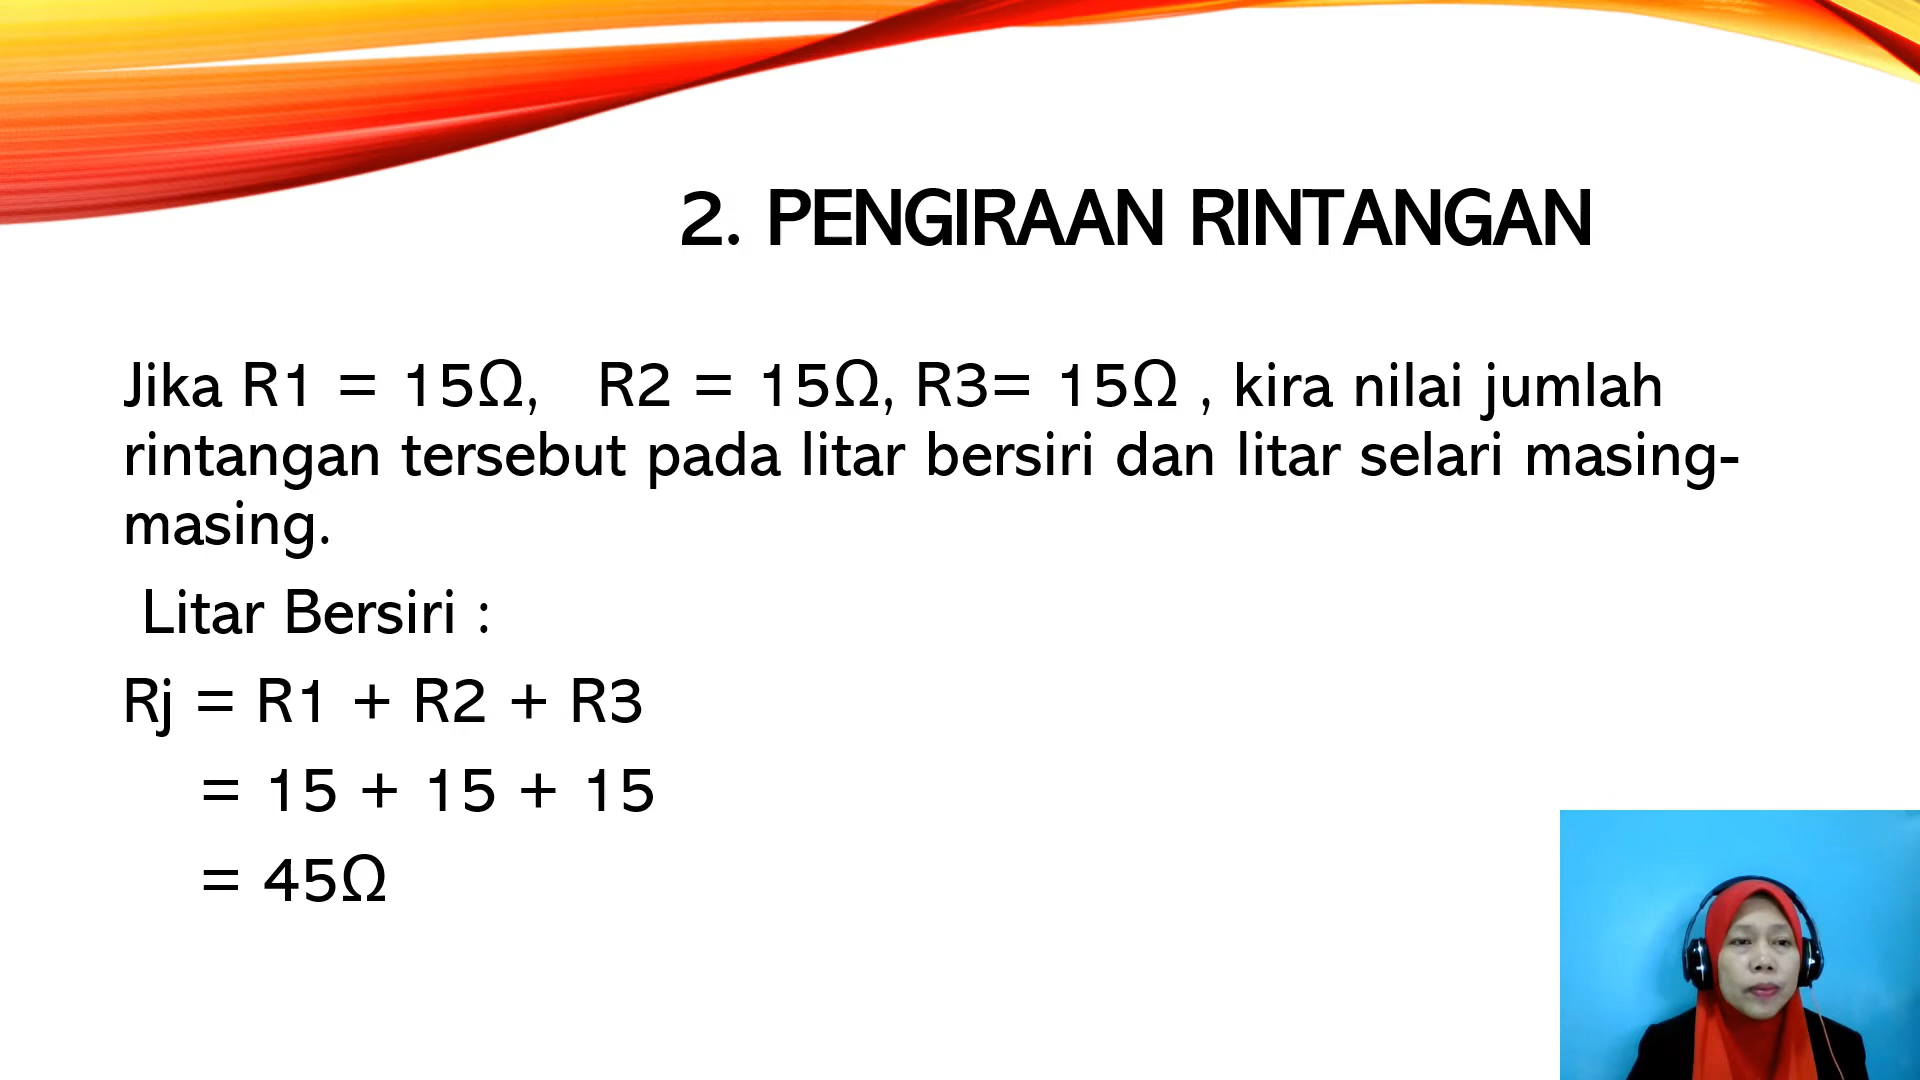 2. PENGIRAAN RINTANGAN
Jika R1 = 15Ω, R2 = 15Ω, R3= 15Ω , kira nilai jumlah
rintangan tersebut pada litar bersiri dan litar selari masing-
masing.
Litar Bersiri :
Rj = R1 + R2 + R3
= 15 + 15 + 15
= 45Ω